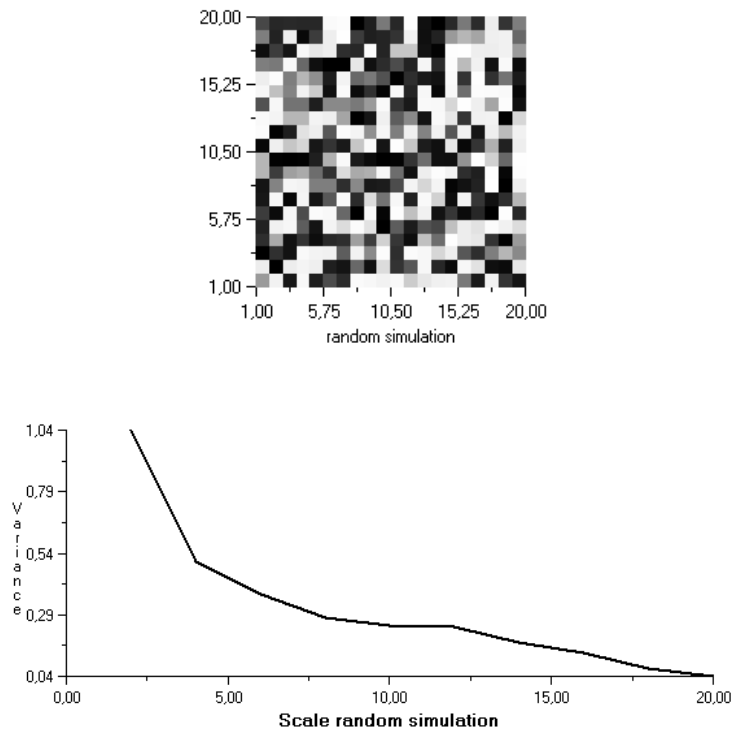 20,00
15,25
10,50
5,75
1,00
1,00 5,75 10,50 15,25 20,00
random simulation
1,04
0,79
0,54
0,29
0,04
Variance
0,00 5,00 10,00 15,00 20,00
Scale random simulation